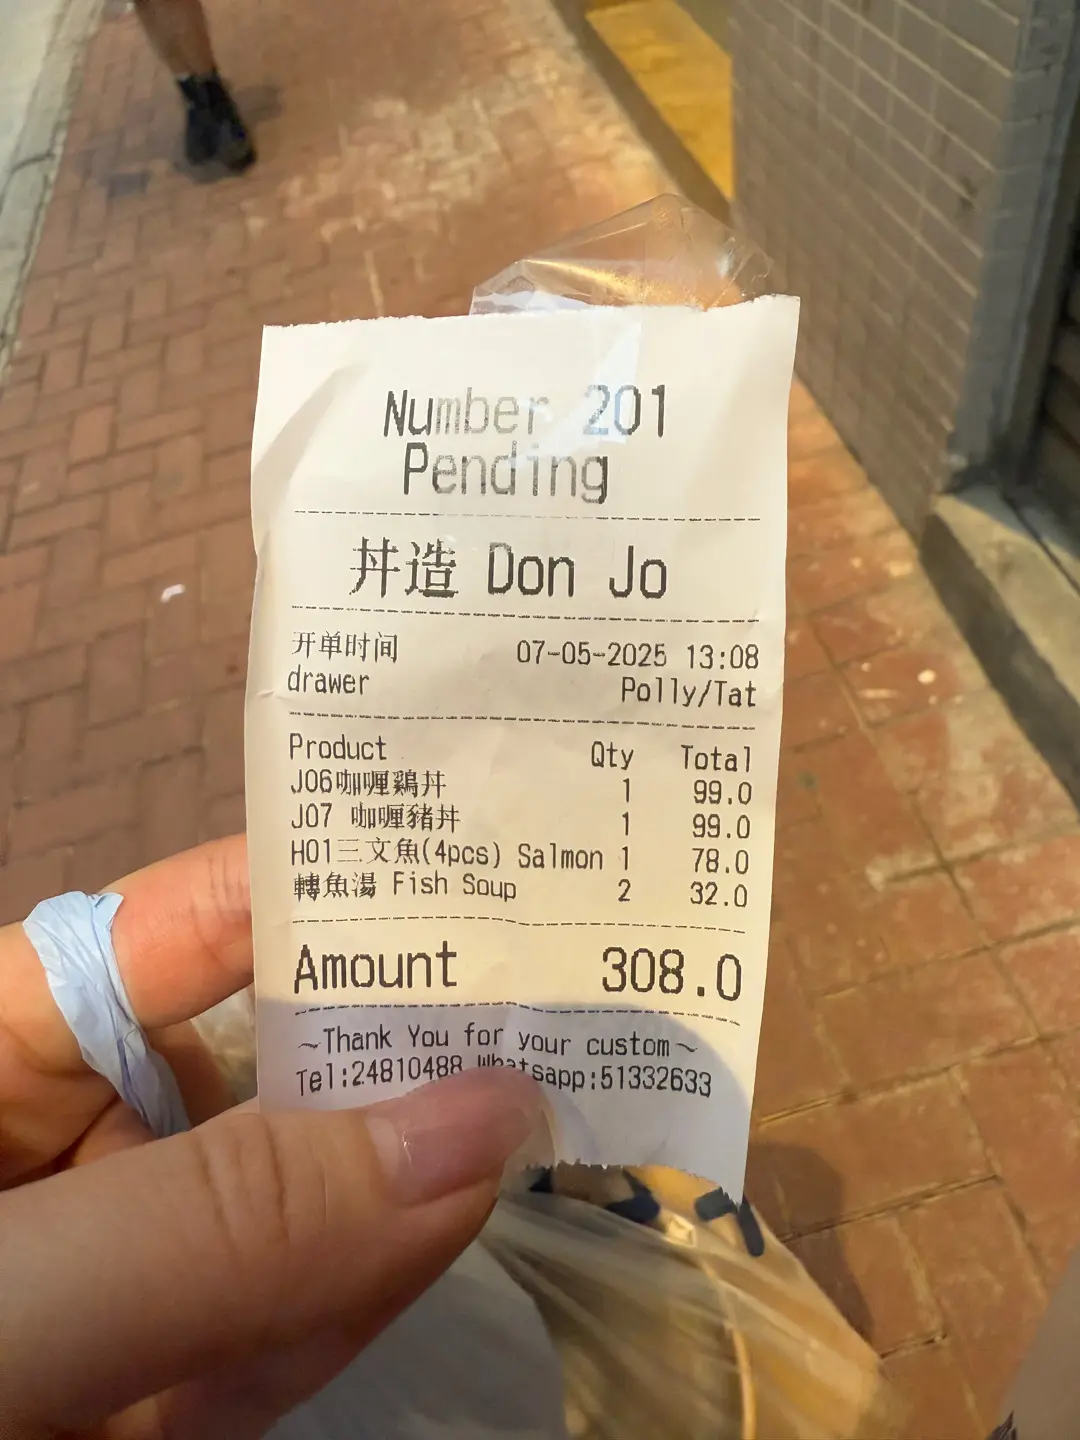 Number 201
Pending
丼造 Don Jo
开单时间 07-05-2025 13:08
drawer Polly/Tat
Product Qty Total
J06咖喱鷄丼 1 99.0
J07 咖喱豬丼 1 99.0
H01三文魚(4pcs) Salmon 1 78.0
轉魚湯 Fish Soup 2 32.0
Amount 308.0
~Thank You for your custom~
Tel:24810488 Whatsapp:51332633